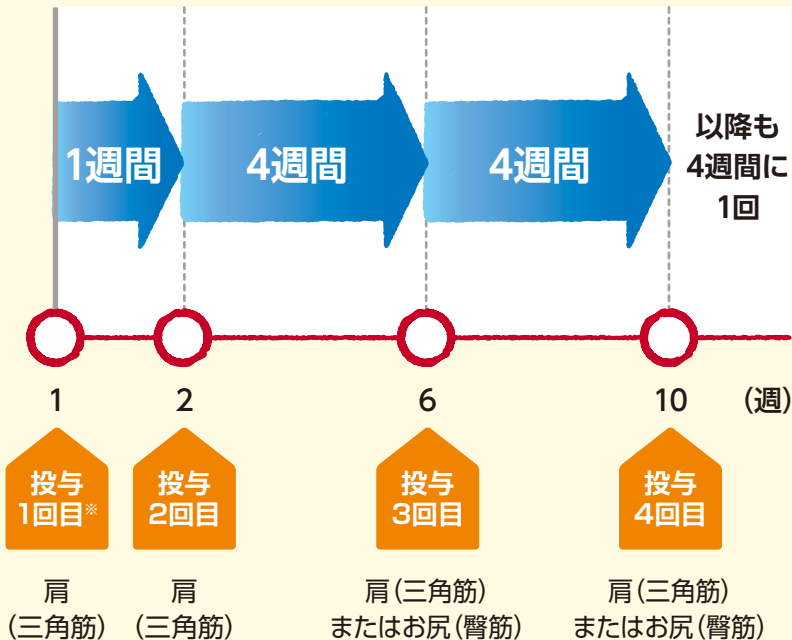 1週間
4週間
4週間
以降も
4週間に
1回
1
2
6
10
(週)
投与
1回目※
投与
2回目
投与
3回目
投与
4回目
肩
(三角筋)
肩
(三角筋)
肩(三角筋)
またはお尻(臀筋)
肩(三角筋)
またはお尻(臀筋)